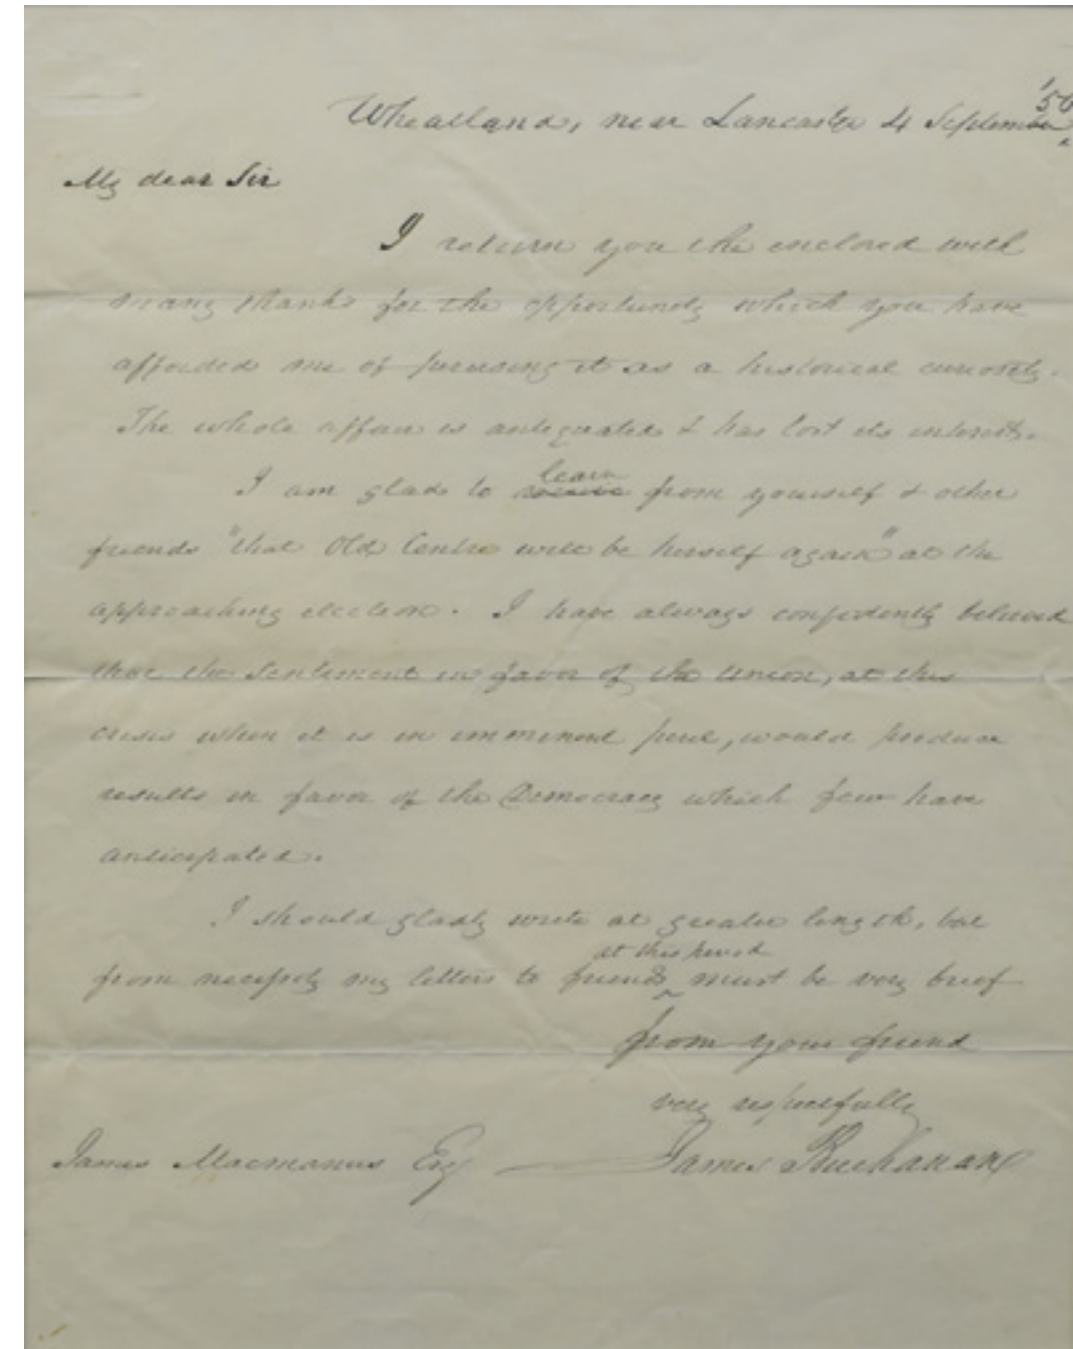 Wheatland, near Lancaster 4 September '56
My dear Sir
I return you the enclosed with
many thanks for the opportunity which you have
afforded me of perusing it as a historical curiosity.
The whole affair is antiquated & has lost its interest.
I am glad to receive learn from yourself & other
friends "that Old Centre will be herself again" at the
approaching election. I have always confidently believed
that the sentiment in favor of the Union, at this
crisis when it is in imminent peril, would produce
results in favor of the Democracy which few have
anticipated.
I should gladly write at greater length, but
at this period
from necessity my letters to friends must be very brief
from your friend
very respectfully
James Buchanan
James Macmanus Esq